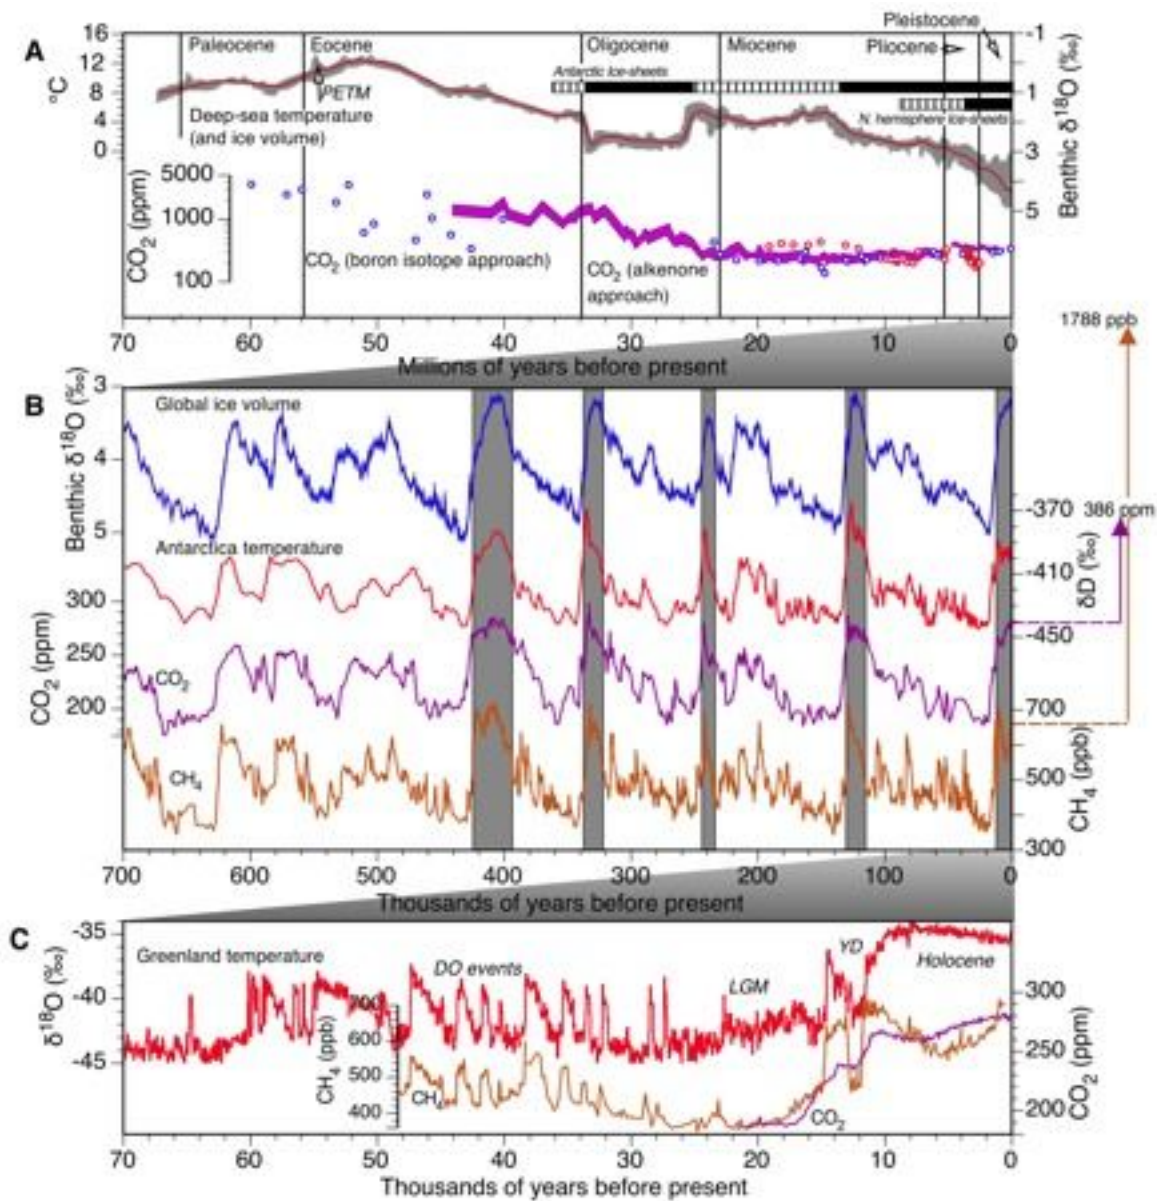 Pleistocene
A
16
12
8
4
0
°C
Paleocene
Eocene
Oligocene
Miocene
Pliocene
-1
1
3
5
Benthic δ18O (‰)
Antarctic Ice-sheets
PETM
N. hemisphere ice-sheets
Deep-sea temperature
(and ice volume)
5000
1000
100
CO2 (ppm)
CO2 (boron isotope approach)
CO2 (alkenone
approach)
70
60
50
40
30
20
10
0
Millions of years before present
1788 ppb
B
3
4
5
Benthic δ18O (‰)
Global ice volume
Antarctica temperature
-370
-410
-450
δD (‰)
386 ppm
300
250
200
CO2 (ppm)
CO2
CH4
700
500
300
CH4 (ppb)
700
600
500
400
300
200
100
0
Thousands of years before present
C
-35
-40
-45
δ18O (‰)
Greenland temperature
DO events
LGM
YD
Holocene
700
600
500
400
CH4 (ppb)
CH4
CO2
300
250
200
CO2 (ppm)
70
60
50
40
30
20
10
0
Thousands of years before present